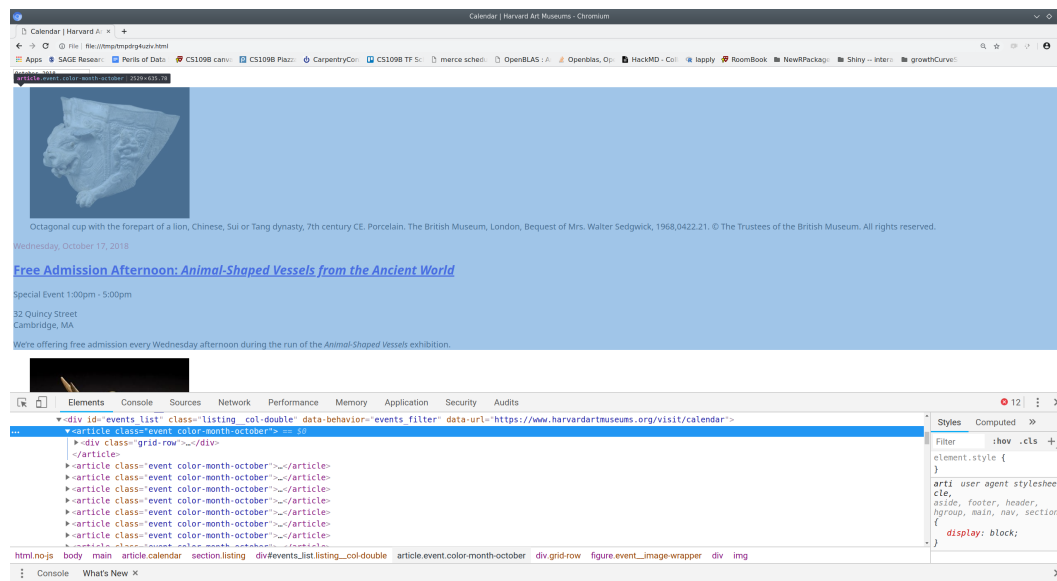 Calendar | Harvard Art Museums - Chromium
Calendar | Harvard Ar × +
File | file:///tmp/tmpdrg4uziv.html
Apps SAGE Researc Perils of Data CS109B canva CS109B Piazz CarpentryCon CS109B TF Sc merce schedu OpenBLAS : A Openblas, Ope HackMD - Coll lapply RoomBook NewRPackage Shiny -- intera growthCurveS
October 2018
article.event.color-month-october | 2529×635.78
Octagonal cup with the forepart of a lion, Chinese, Sui or Tang dynasty, 7th century CE. Porcelain. The British Museum, London, Bequest of Mrs. Walter Sedgwick, 1968,0422.21. © The Trustees of the British Museum. All rights reserved.
Wednesday, October 17, 2018
Free Admission Afternoon: Animal-Shaped Vessels from the Ancient World
Special Event 1:00pm - 5:00pm
32 Quincy Street
Cambridge, MA
We're offering free admission every Wednesday afternoon during the run of the Animal-Shaped Vessels exhibition.
Elements Console Sources Network Performance Memory Application Security Audits 12
<div id="events_list" class="listing__col-double" data-behavior="events_filter" data-url="https://www.harvardartmuseums.org/visit/calendar">
<article class="event color-month-october"> == $0
<div class="grid-row">…</div>
</article>
<article class="event color-month-october">…</article>
<article class="event color-month-october">…</article>
<article class="event color-month-october">…</article>
<article class="event color-month-october">…</article>
<article class="event color-month-october">…</article>
<article class="event color-month-october">…</article>
<article class="event color-month-october">…</article>
Styles Computed »
Filter :hov .cls +
element.style {
}
arti user agent styleshee
cle,
aside, footer, header,
hgroup, main, nav, section
{
display: block;
}
html.no-js body main article.calendar section.listing div#events_list.listing__col-double article.event.color-month-october div.grid-row figure.event__image-wrapper div img
Console What's New ×